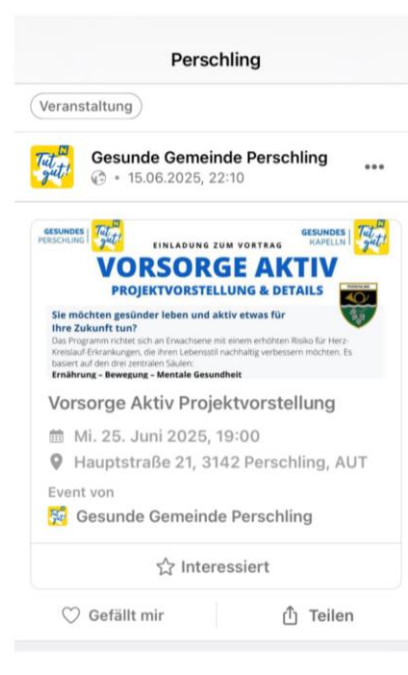 Perschling
Veranstaltung
Tut gut!
Gesunde Gemeinde Perschling
15.06.2025, 22:10
GESUNDES
PERSCHLING
Tut gut!
EINLADUNG ZUM VORTRAG
GESUNDES
KAPELLN
Tut gut!
VORSORGE AKTIV
PROJEKTVORSTELLUNG & DETAILS
PERSCHLING
Sie möchten gesünder leben und aktiv etwas für
Ihre Zukunft tun?
Das Programm richtet sich an Erwachsene mit einem erhöhten Risiko für Herz-
Kreislauf-Erkrankungen, die ihren Lebensstil nachhaltig verbessern möchten. Es
basiert auf den drei zentralen Säulen:
Ernährung – Bewegung – Mentale Gesundheit
Vorsorge Aktiv Projektvorstellung
Mi. 25. Juni 2025, 19:00
Hauptstraße 21, 3142 Perschling, AUT
Event von
Gesunde Gemeinde Perschling
Interessiert
Gefällt mir
Teilen